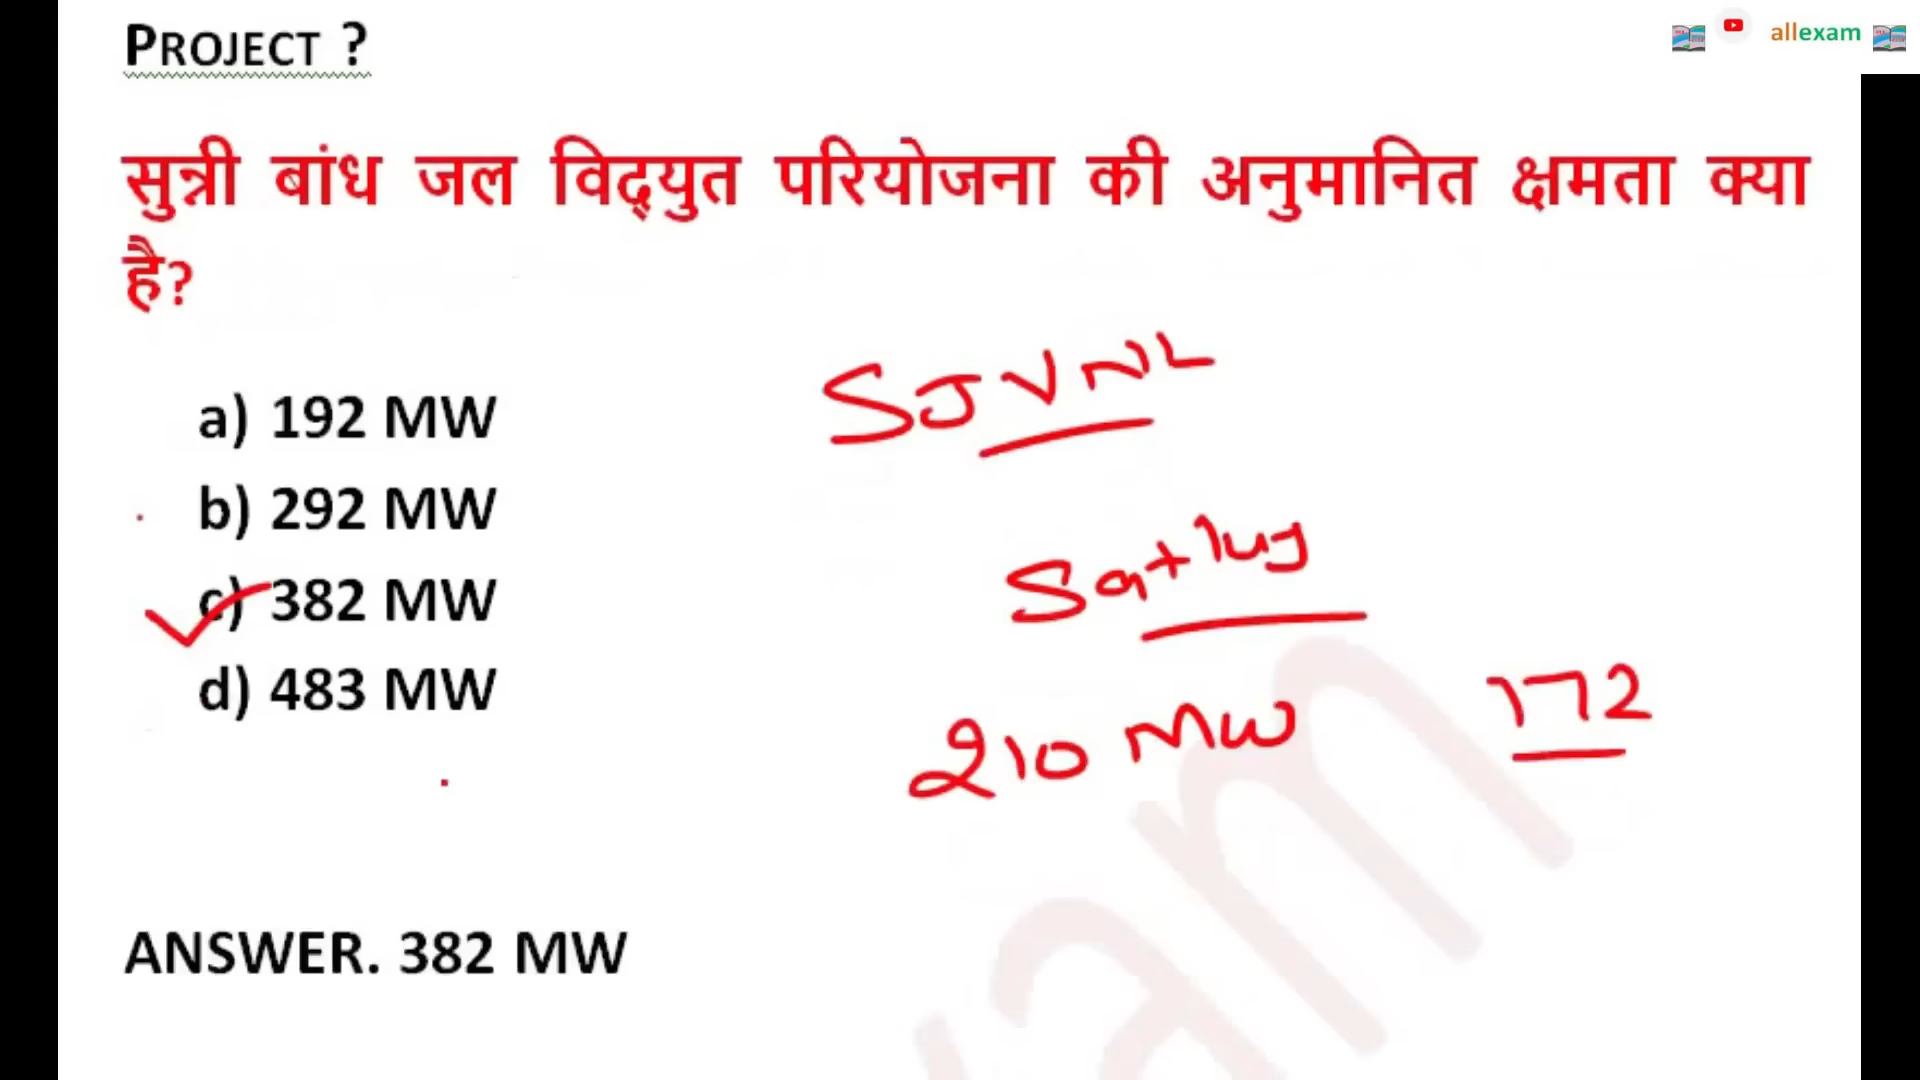 PROJECT ?
allexam
सुन्नी बांध जल विद्युत परियोजना की अनुमानित क्षमता क्या
है?
SJVNL
a) 192 MW
b) 292 MW
Satluj
c) 382 MW
d) 483 MW
210 MW
172
ANSWER. 382 MW